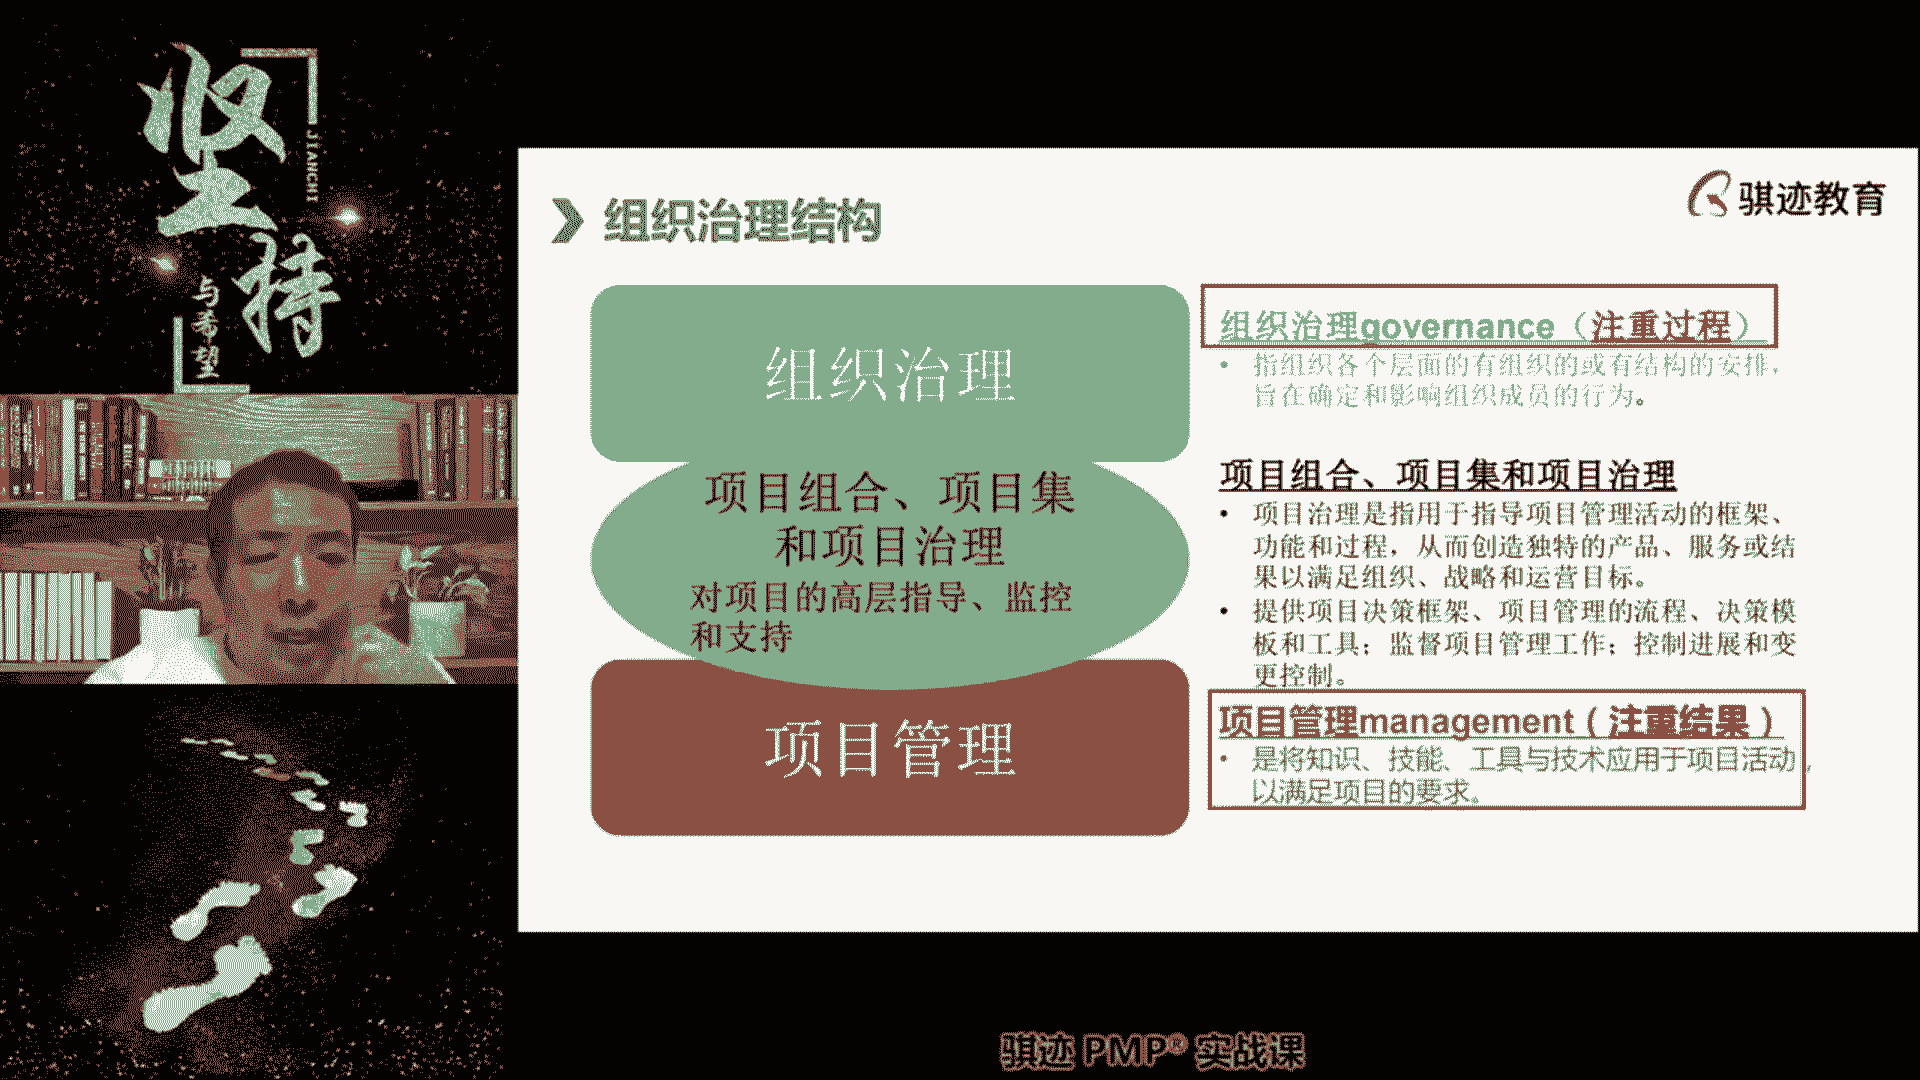 坚持
JIANCHI
与希望
骐迹教育
组织治理结构
组织治理
项目组合、项目集
和项目治理
对项目的高层指导、监控
和支持
项目管理
组织治理governance（注重过程）
• 指组织各个层面的有组织的或有结构的安排，
旨在确定和影响组织成员的行为。
项目组合、项目集和项目治理
• 项目治理是指用于指导项目管理活动的框架、
功能和过程，从而创造独特的产品、服务或结
果以满足组织、战略和运营目标。
• 提供项目决策框架、项目管理的流程、决策模
板和工具；监督项目管理工作；控制进展和变
更控制。
项目管理management（注重结果）
• 是将知识、技能、工具与技术应用于项目活动，
以满足项目的要求。
骐迹 PMP® 实战课